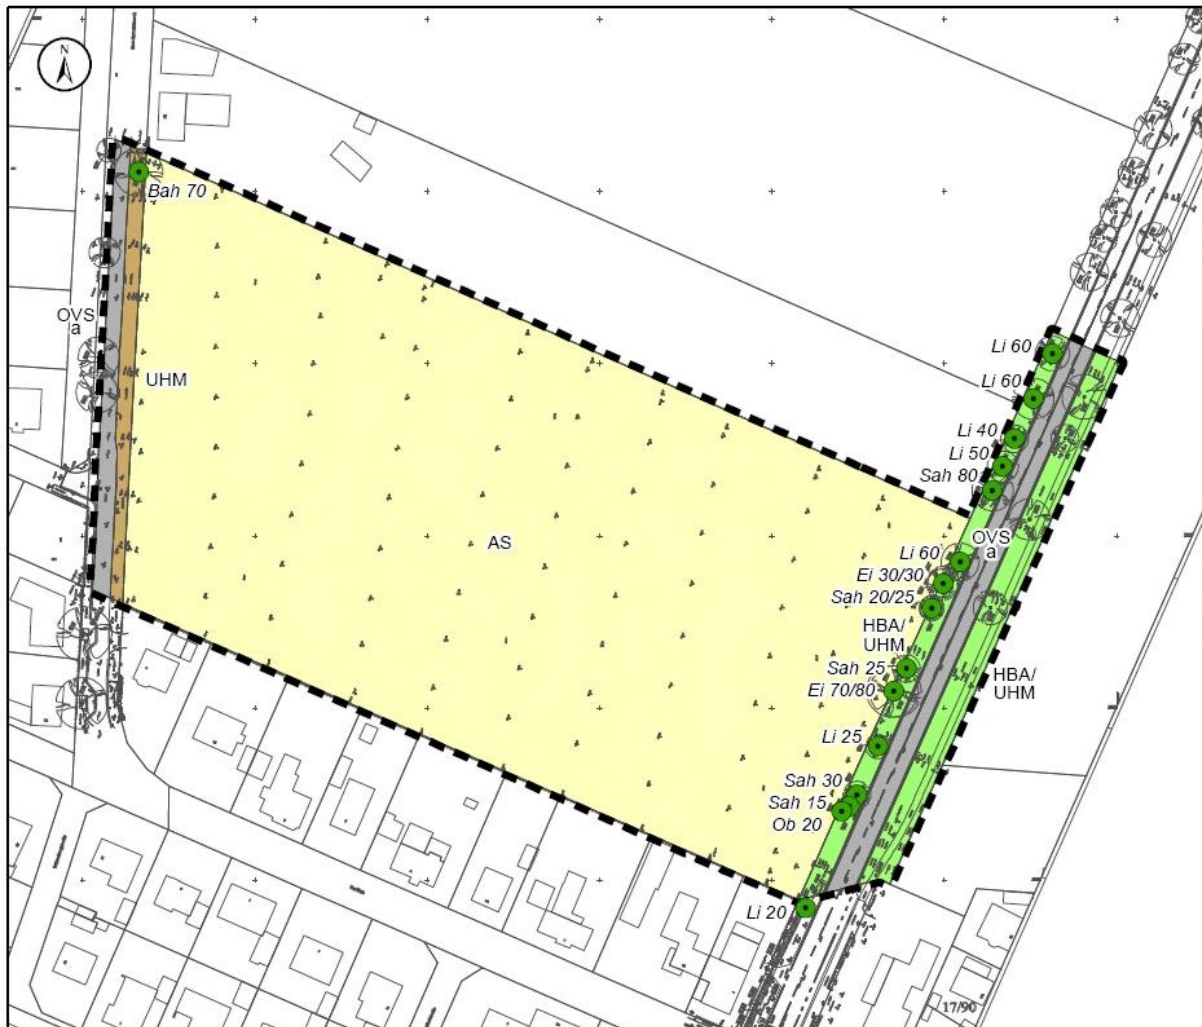 N
Bah 70
OVS
a
UHM
AS
Li 60
Li 60
Li 40
Li 50
Sah 80
OVS
a
Li 60
Ei 30/30
Sah 20/25
HBA/
UHM
Sah 25
Ei 70/80
HBA/
UHM
Li 25
Sah 30
Sah 15
Ob 20
Li 20
17/90